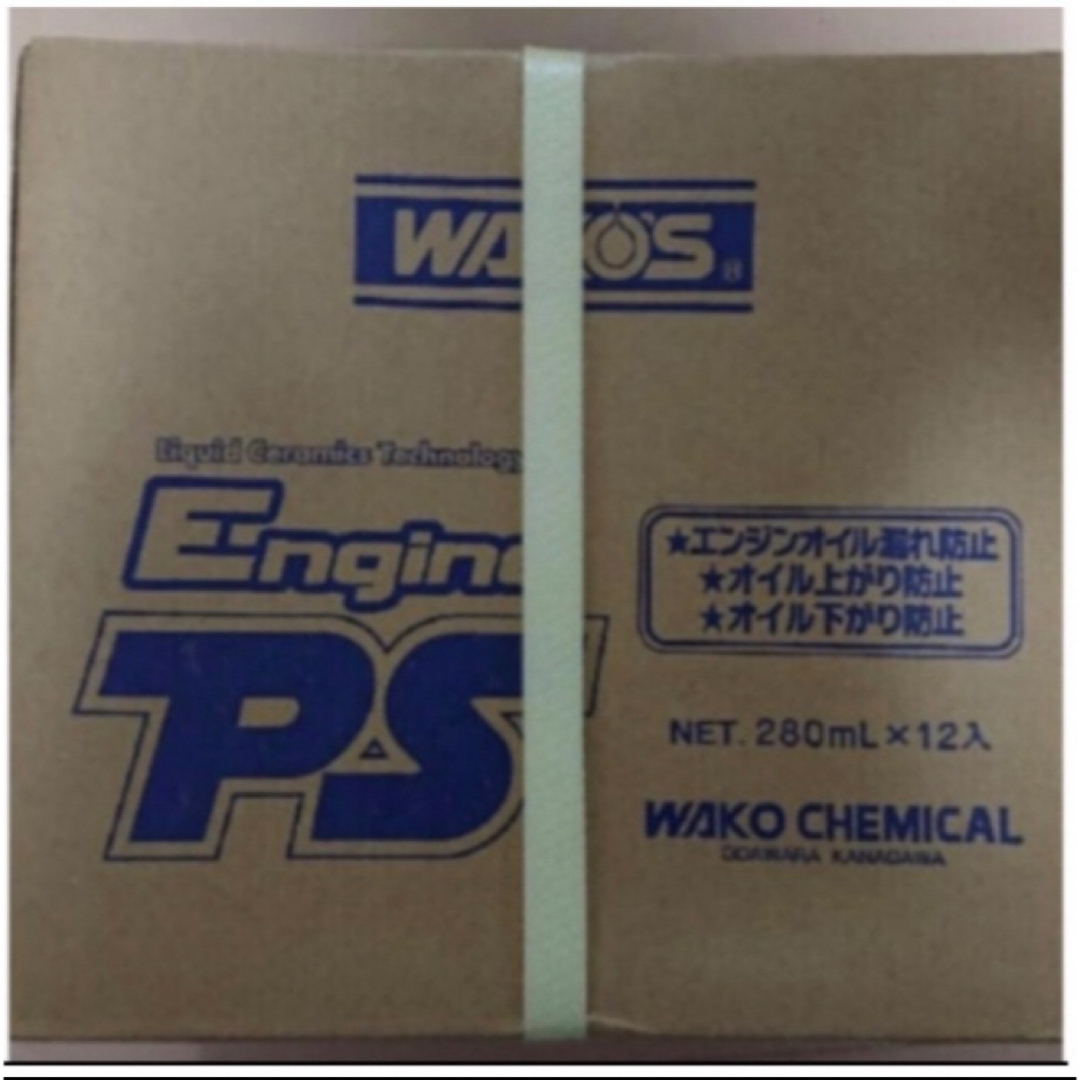 WAKO'S ®
Liquid Ceramics Technology
Engine
PS
★エンジンオイル漏れ防止
★オイル上がり防止
★オイル下がり防止
NET. 280mL×12入
WAKO CHEMICAL
ODAWARA KANAGAWA